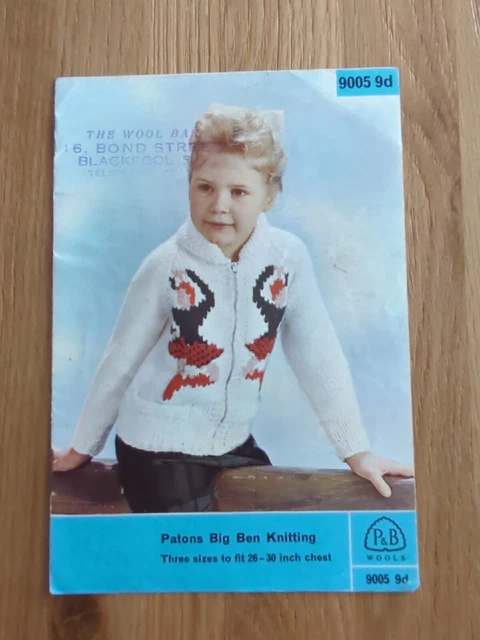 9005 9d
THE WOOL BAR
16, BOND STRE
BLACKPOOL
Patons Big Ben Knitting
Three sizes to fit 26-30 inch chest
P&B
WOOLS
9005 9d